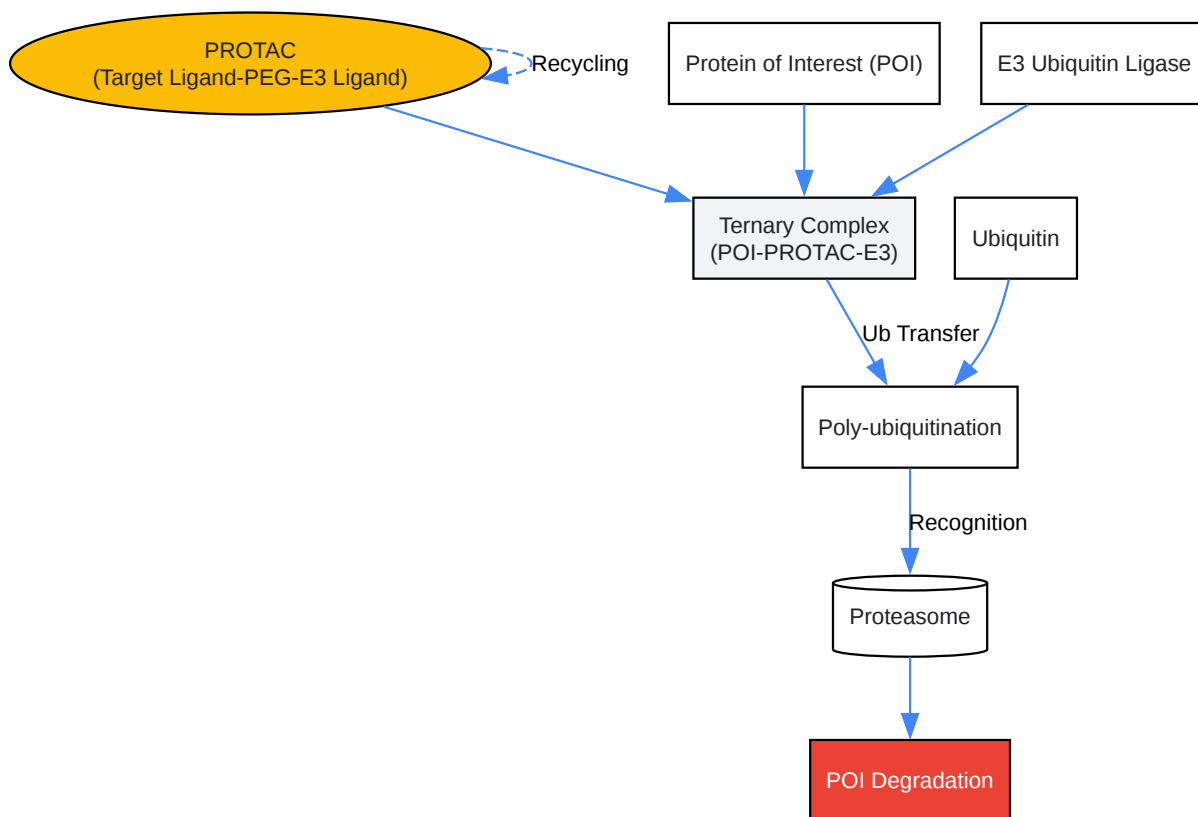 PROTAC
(Target Ligand-PEG-E3 Ligand)
Recycling
Protein of Interest (POI)
E3 Ubiquitin Ligase
Ternary Complex
(POI-PROTAC-E3)
Ubiquitin
Ub Transfer
Poly-ubiquitination
Recognition
Proteasome
POI Degradation